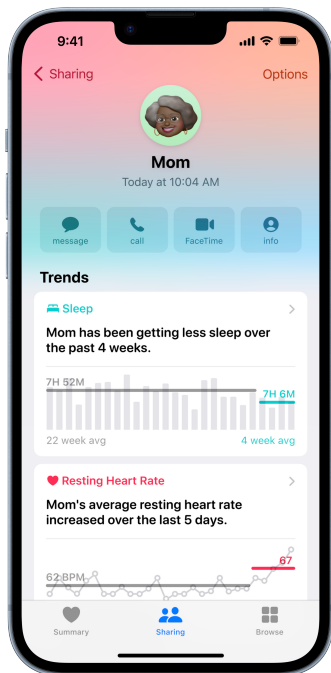 9:41
Sharing
Options
Mom
Today at 10:04 AM
message
call
FaceTime
info
Trends
Sleep
Mom has been getting less sleep over
the past 4 weeks.
7H 52M
7H 6M
22 week avg
4 week avg
Resting Heart Rate
Mom's average resting heart rate
increased over the last 5 days.
67
62 BPM
Summary
Sharing
Browse